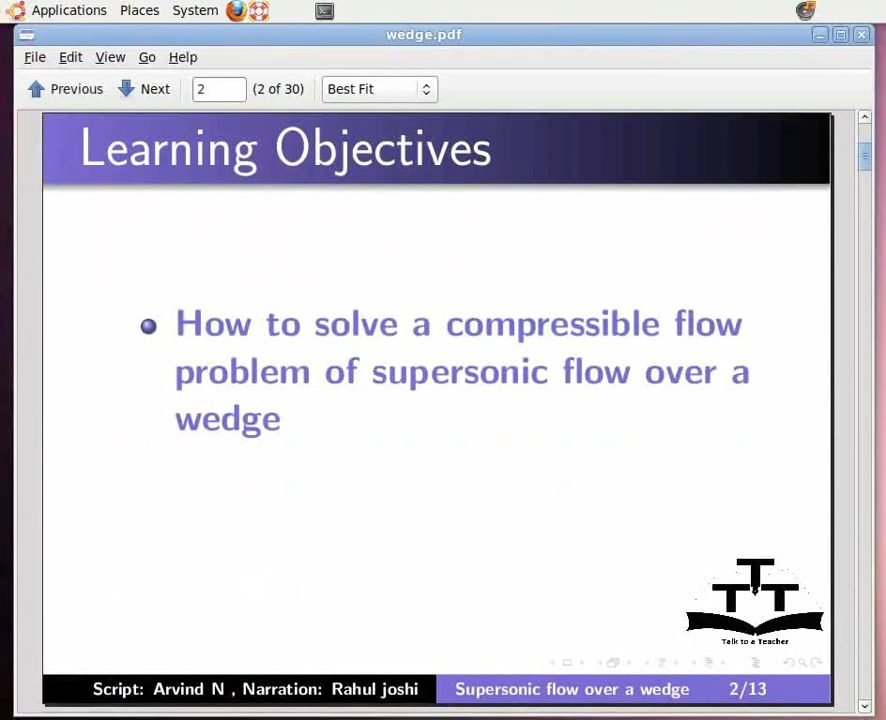 Applications Places System
wedge.pdf
File Edit View Go Help
Previous Next 2 (2 of 30) Best Fit
Learning Objectives
How to solve a compressible flow
problem of supersonic flow over a
wedge
T
T T
Talk to a Teacher
Script: Arvind N , Narration: Rahul joshi Supersonic flow over a wedge 2/13